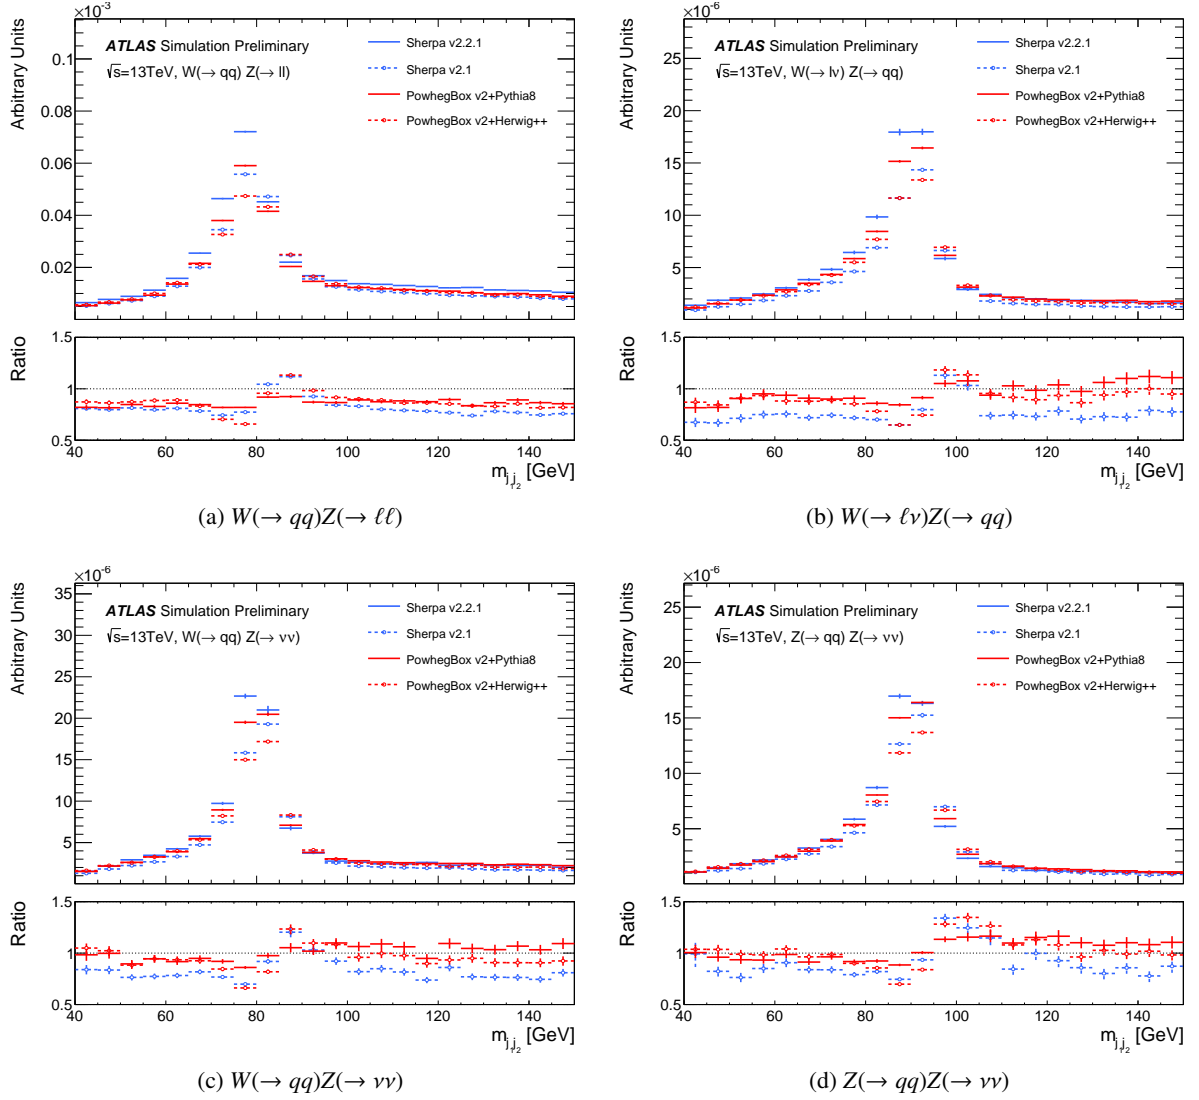 ×10⁻³
Arbitrary Units
0.1
0.08
0.06
0.04
0.02
ATLAS Simulation Preliminary
√s=13TeV, W(→ qq) Z(→ ll)
Sherpa v2.2.1
Sherpa v2.1
PowhegBox v2+Pythia8
PowhegBox v2+Herwig++
Ratio
1.5
1
0.5
40 60 80 100 120 140
m_{j₁j₂} [GeV]
(a) W(→ qq)Z(→ ℓℓ)
×10⁻⁶
Arbitrary Units
25
20
15
10
5
ATLAS Simulation Preliminary
√s=13TeV, W(→ lν) Z(→ qq)
Sherpa v2.2.1
Sherpa v2.1
PowhegBox v2+Pythia8
PowhegBox v2+Herwig++
Ratio
1.5
1
0.5
40 60 80 100 120 140
m_{j₁j₂} [GeV]
(b) W(→ ℓν)Z(→ qq)
×10⁻⁶
Arbitrary Units
35
30
25
20
15
10
5
ATLAS Simulation Preliminary
√s=13TeV, W(→ qq) Z(→ νν)
Sherpa v2.2.1
Sherpa v2.1
PowhegBox v2+Pythia8
PowhegBox v2+Herwig++
Ratio
1.5
1
0.5
40 60 80 100 120 140
m_{j₁j₂} [GeV]
(c) W(→ qq)Z(→ νν)
×10⁻⁶
Arbitrary Units
25
20
15
10
5
ATLAS Simulation Preliminary
√s=13TeV, Z(→ qq) Z(→ νν)
Sherpa v2.2.1
Sherpa v2.1
PowhegBox v2+Pythia8
PowhegBox v2+Herwig++
Ratio
1.5
1
0.5
40 60 80 100 120 140
m_{j₁j₂} [GeV]
(d) Z(→ qq)Z(→ νν)